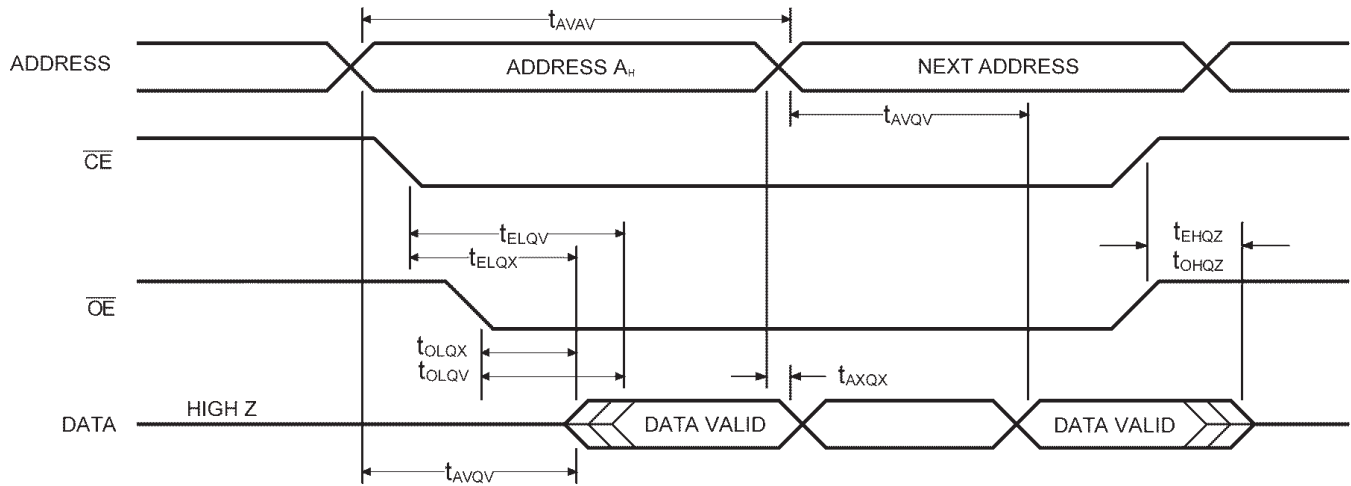 tAVAV
ADDRESS
ADDRESS AH
NEXT ADDRESS
tAVQV
CE
tELQV
tELQX
tEHQZ
tOHQZ
OE
tOLQX
tOLQV
tAXQX
DATA
HIGH Z
DATA VALID
DATA VALID
tAVQV